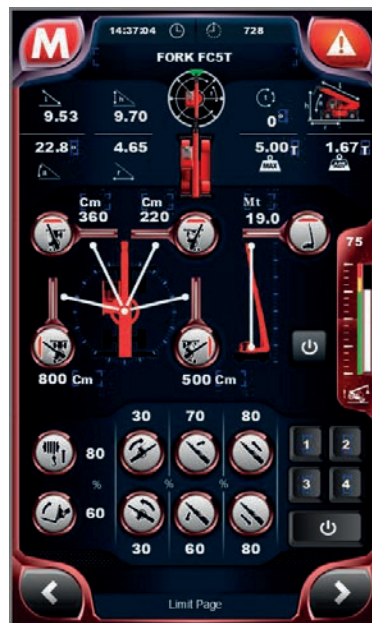 M 14:37:04 728
FORK FC5T
l h 1
9.53 9.70 0°
22.8° 4.65 5.00 T 1.67 T
a r MAX
Cm Cm Mt
360 220 19.0
75
800 Cm 500 Cm
30 70 80
80
% % %
60
1 2
3 4
30 60 80
Limit Page